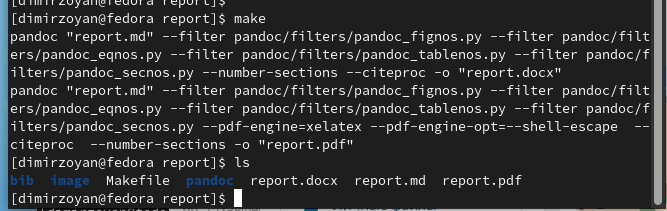 [dimirzoyan@fedora report]$
[dimirzoyan@fedora report]$ make
pandoc "report.md" --filter pandoc/filters/pandoc_fignos.py --filter pandoc/filt
ers/pandoc_eqnos.py --filter pandoc/filters/pandoc_tablenos.py --filter pandoc/f
ilters/pandoc_secnos.py --number-sections --citeproc -o "report.docx"
pandoc "report.md" --filter pandoc/filters/pandoc_fignos.py --filter pandoc/filt
ers/pandoc_eqnos.py --filter pandoc/filters/pandoc_tablenos.py --filter pandoc/f
ilters/pandoc_secnos.py --pdf-engine=xelatex --pdf-engine-opt=--shell-escape  --
citeproc  --number-sections -o "report.pdf"
[dimirzoyan@fedora report]$ ls
bib  image  Makefile  pandoc  report.docx  report.md  report.pdf
[dimirzoyan@fedora report]$